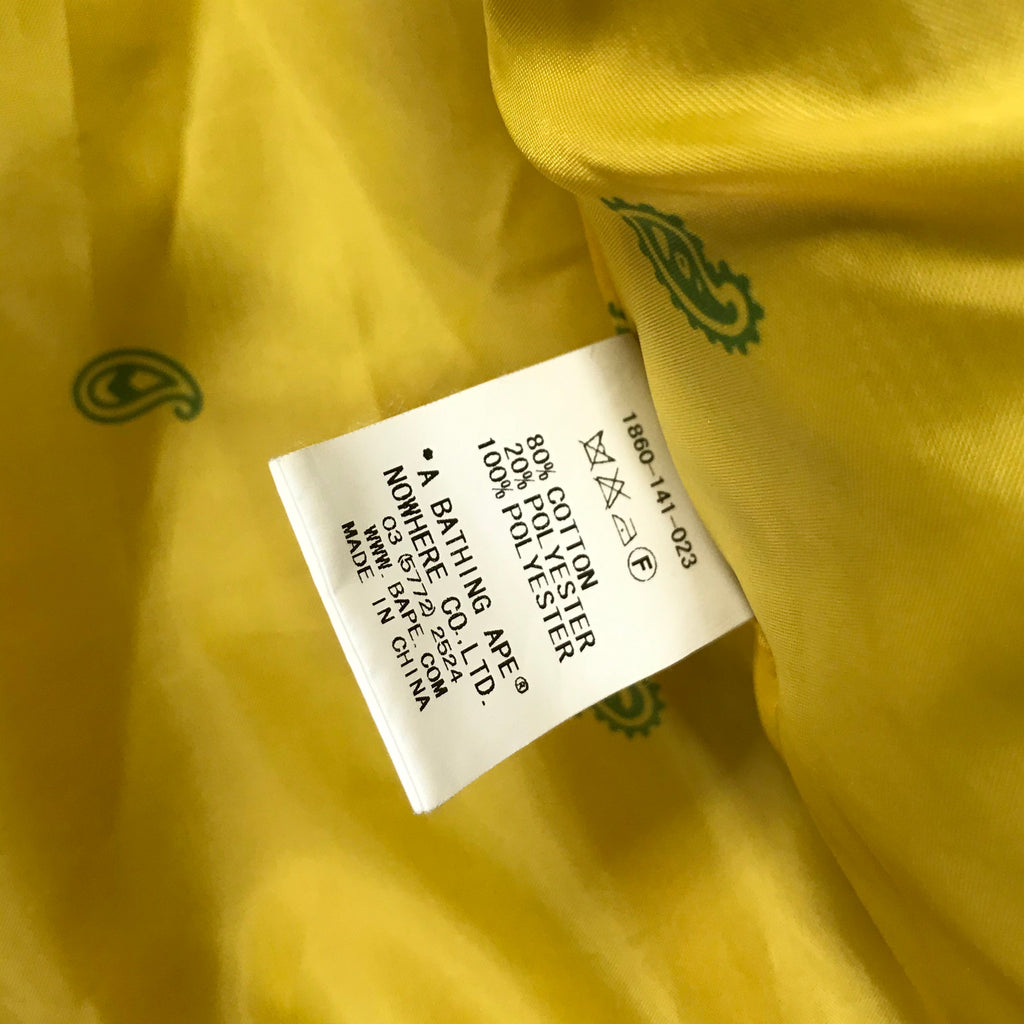 1860-141-023
F
80% COTTON
20% POLYESTER
100% POLYESTER
• A BATHING APE®
NOWHERE CO.,LTD.
03 (5772) 2524
WWW.BAPE.COM
MADE IN CHINA